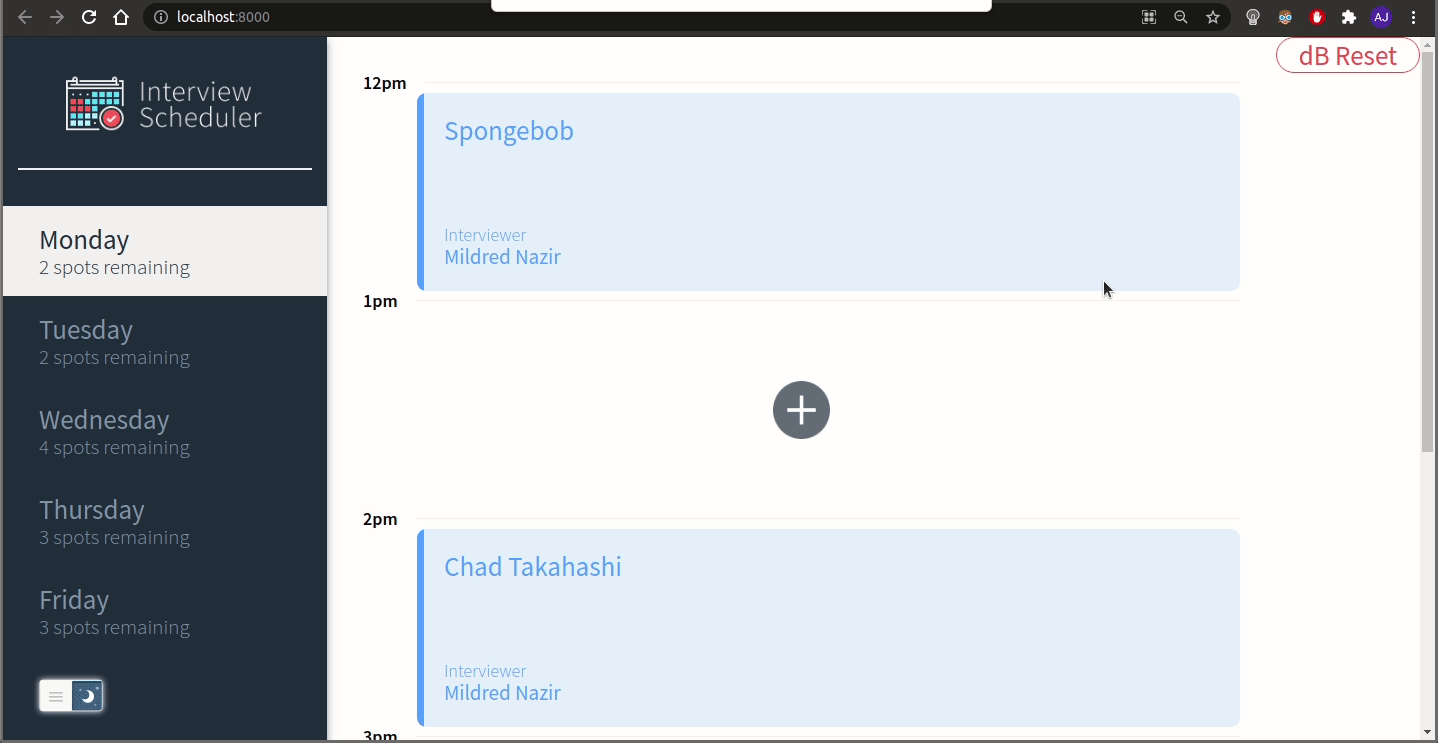 localhost:8000
AJ
Interview
Scheduler
Monday
2 spots remaining
Tuesday
2 spots remaining
Wednesday
4 spots remaining
Thursday
3 spots remaining
Friday
3 spots remaining
dB Reset
12pm
Spongebob
Interviewer
Mildred Nazir
1pm
2pm
Chad Takahashi
Interviewer
Mildred Nazir
3pm